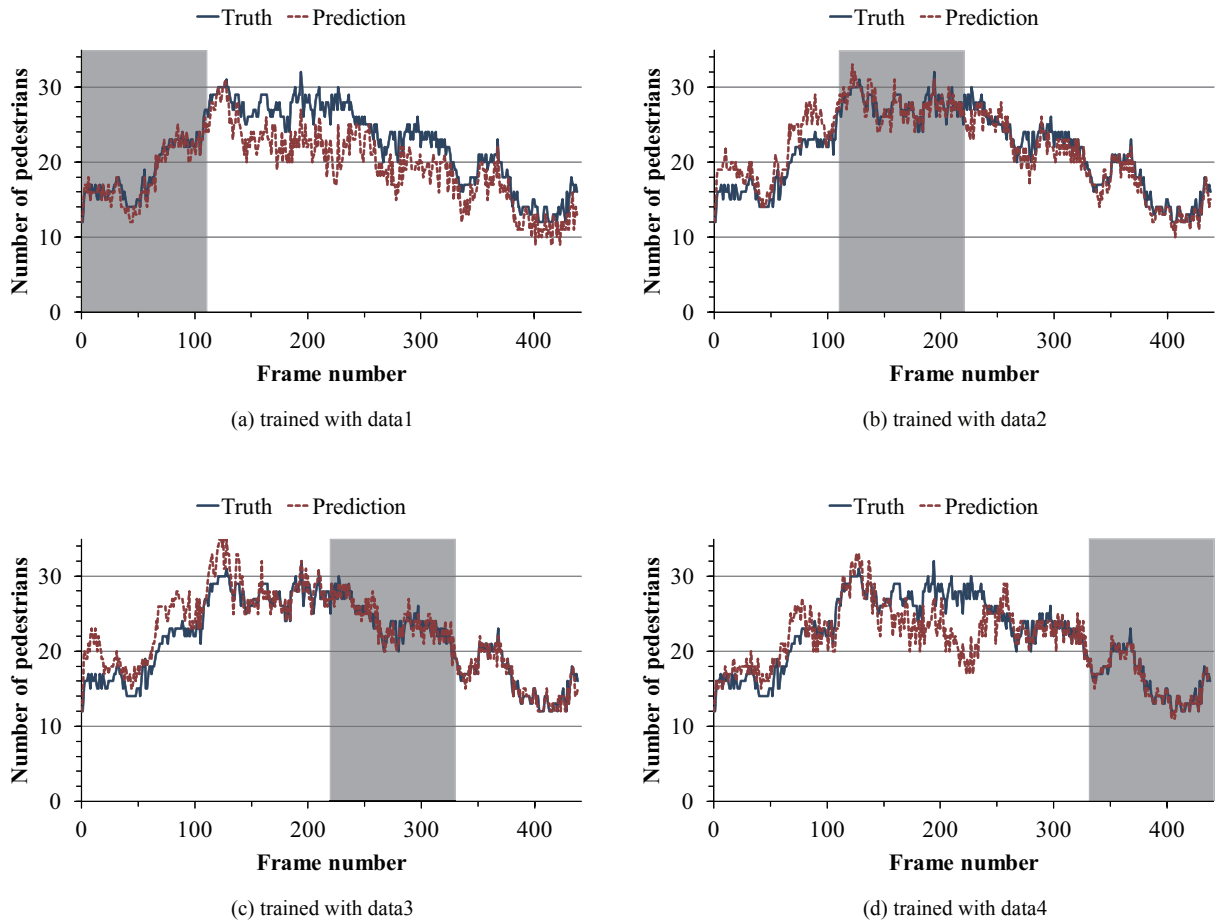 Truth Prediction
30
20
10
0
Number of pedestrians
0 100 200 300 400
Frame number
(a) trained with data1
Truth Prediction
30
20
10
0
Number of pedestrians
0 100 200 300 400
Frame number
(b) trained with data2
Truth Prediction
30
20
10
0
Number of pedestrians
0 100 200 300 400
Frame number
(c) trained with data3
Truth Prediction
30
20
10
0
Number of pedestrians
0 100 200 300 400
Frame number
(d) trained with data4